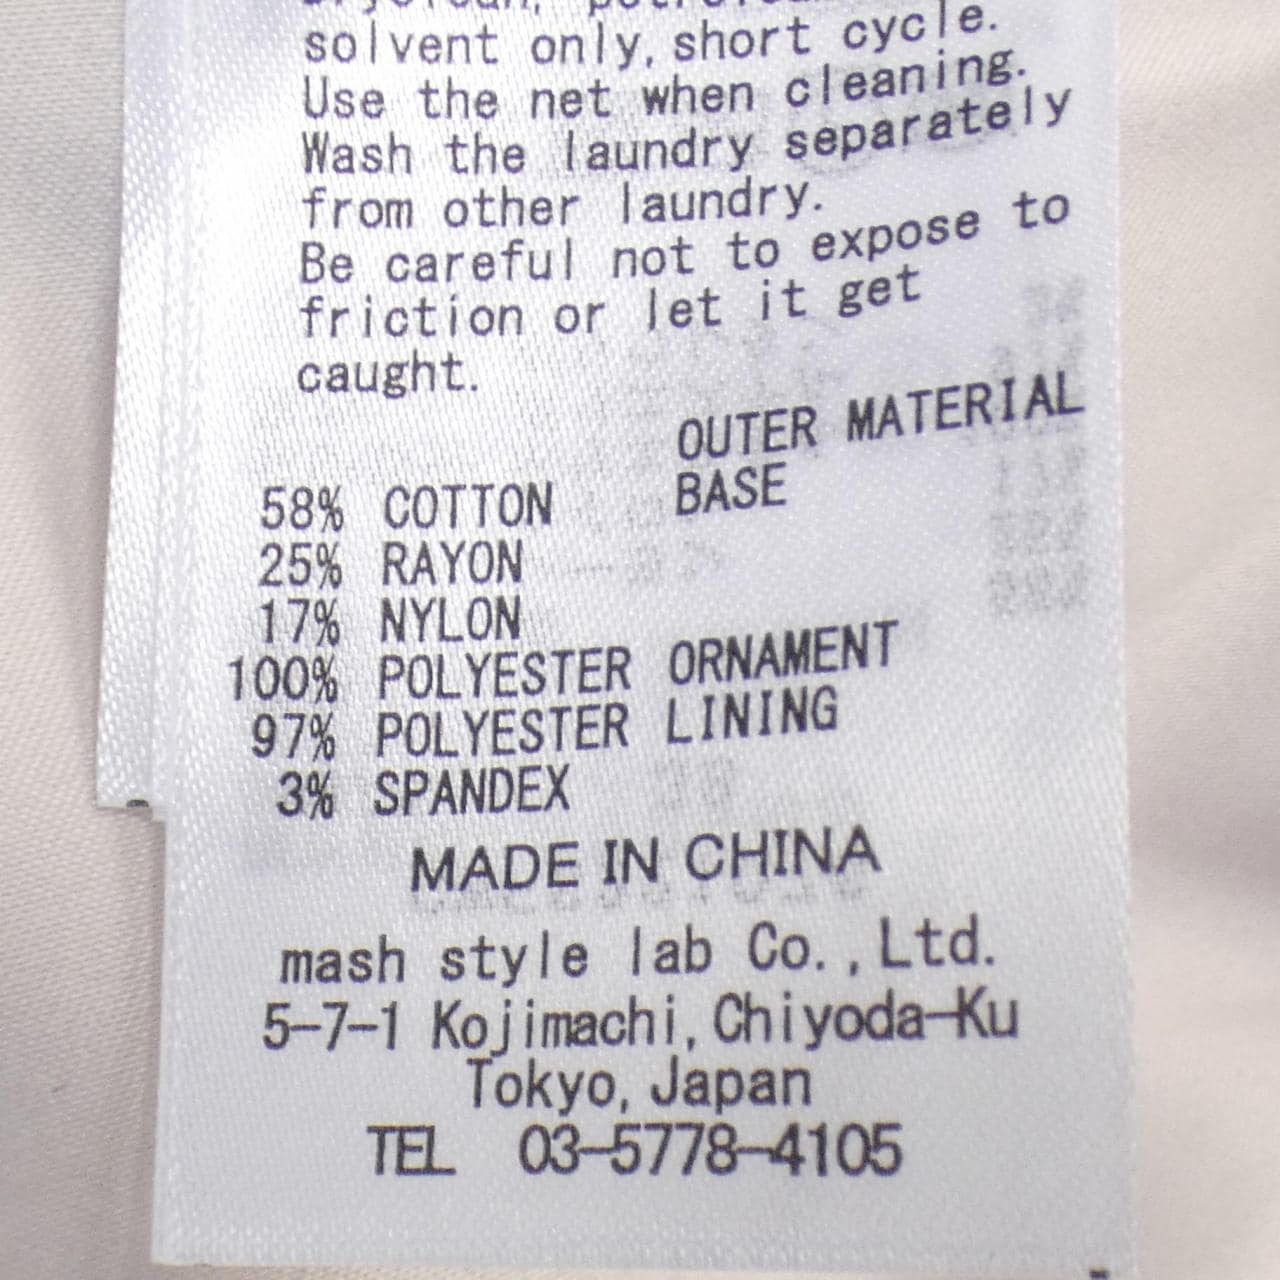 solvent only, short cycle.
Use the net when cleaning.
Wash the laundry separately
from other laundry.
Be careful not to expose to
friction or let it get
caught.
OUTER MATERIAL
58% COTTON BASE
25% RAYON
17% NYLON
100% POLYESTER ORNAMENT
97% POLYESTER LINING
3% SPANDEX
MADE IN CHINA
mash style lab Co.,Ltd.
5-7-1 Kojimachi, Chiyoda-Ku
Tokyo, Japan
TEL 03-5778-4105